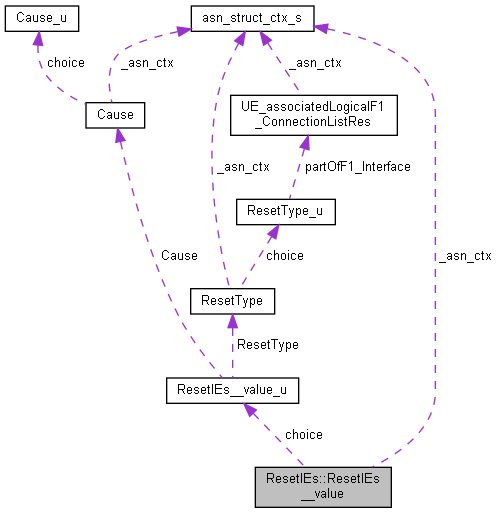 Cause_u
asn_struct_ctx_s
choice
_asn_ctx
_asn_ctx
Cause
UE_associatedLogicalF1
_ConnectionListRes
_asn_ctx
partOfF1_Interface
ResetType_u
Cause
choice
_asn_ctx
ResetType
ResetType
ResetIEs__value_u
choice
ResetIEs::ResetIEs
__value